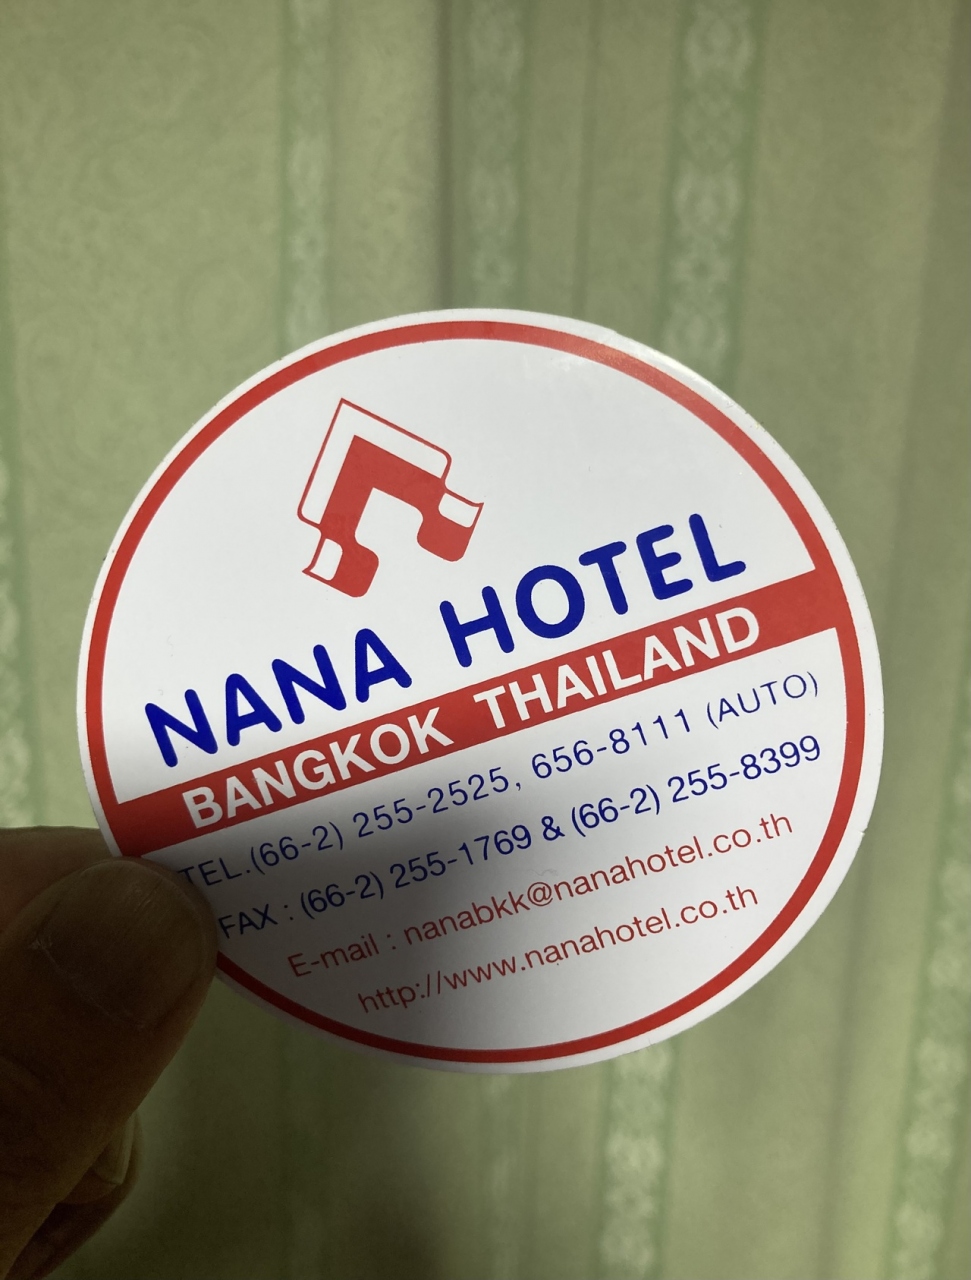 NANA HOTEL
BANGKOK THAILAND
TEL.(66-2) 255-2525, 656-8111 (AUTO)
FAX : (66-2) 255-1769 & (66-2) 255-8399
E-mail : nanabkk@nanahotel.co.th
http://www.nanahotel.co.th